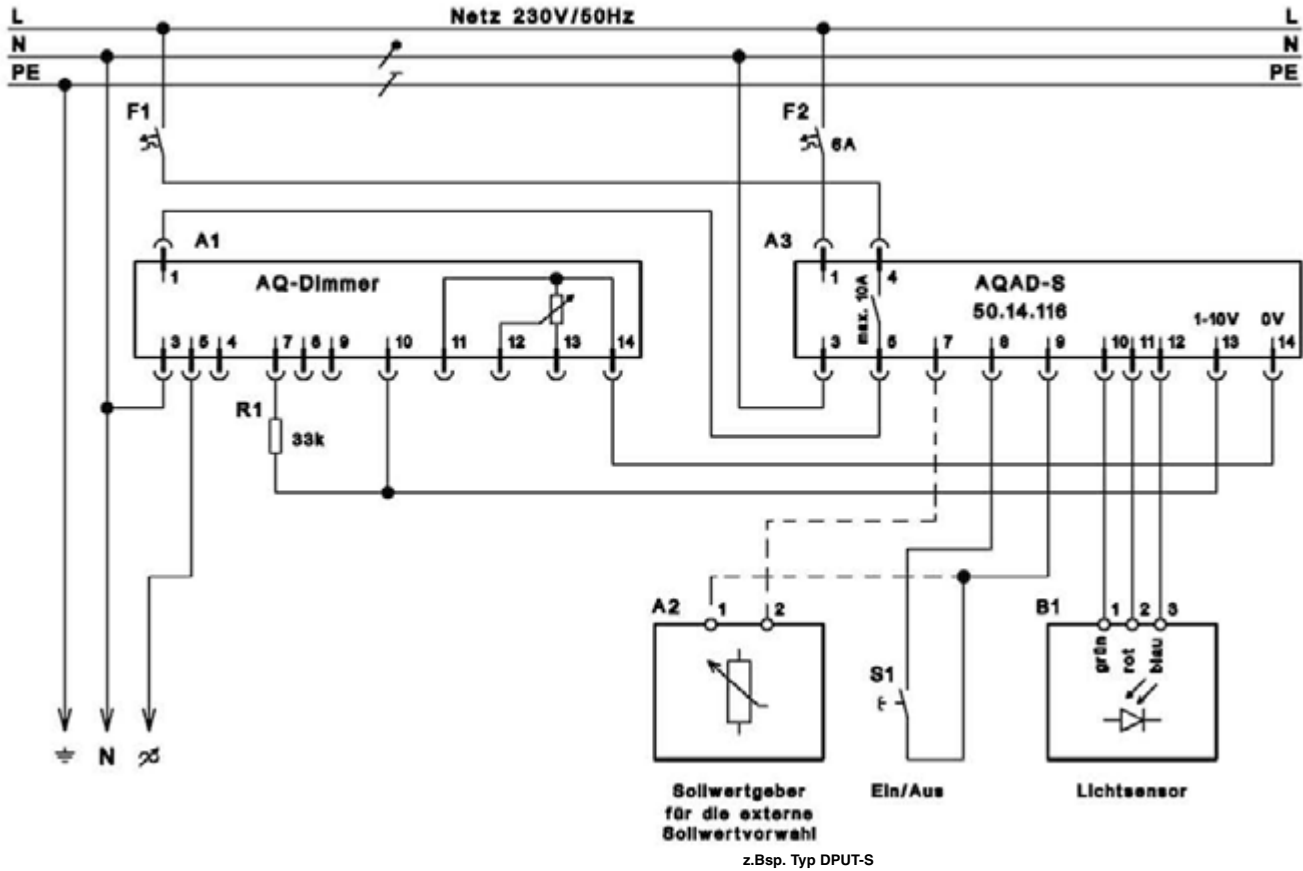 L Netz 230V/50Hz L
N N
PE PE
F1 F2
6A
A1 A3
1 1 4
AQ-Dimmer AQAD-S
50.14.116
max. 10A
1-10V 0V
3 5 4 7 6 9 10 11 12 13 14
3 5 7 8 9 10 11 12 13 14
R1
33k
A2 1 2
B1 1 2 3
grün
rot
blau
S1
N
Sollwertgeber
für die externe
Sollwertvorwahl
Ein/Aus
Lichtsensor
z.Bsp. Typ DPUT-S